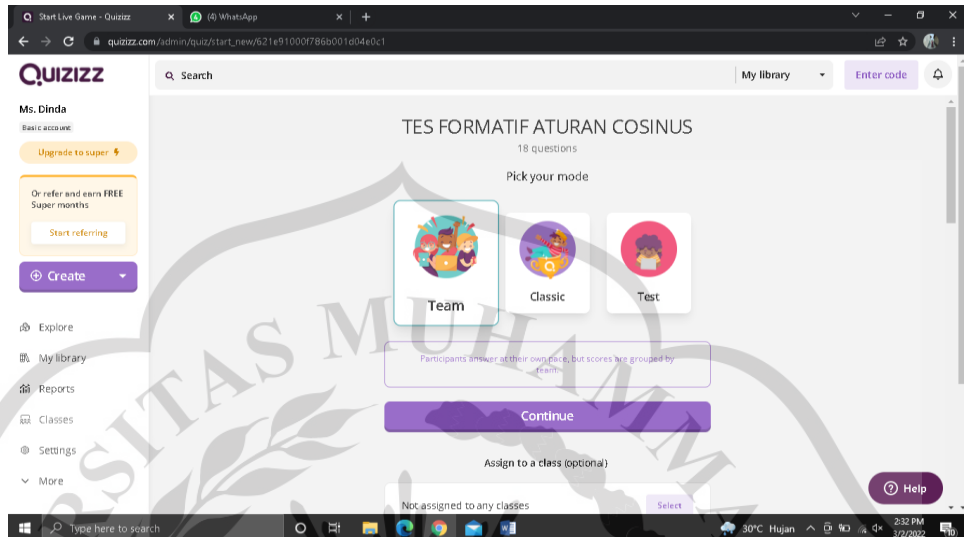 Start Live Game - Quizizz
(4) WhatsApp
quizizz.com/admin/quiz/start_new/621e91000f786b001d04e0c1
QUIZIZZ
Search
My library
Enter code
Ms. Dinda
Basic account
Upgrade to super
Or refer and earn FREE
Super months
Start referring
Create
Explore
My library
Reports
Classes
Settings
More
TES FORMATIF ATURAN COSINUS
18 questions
Pick your mode
Team
Classic
Test
Participants answer at their own pace, but scores are grouped by
team.
Continue
Assign to a class (optional)
Not assigned to any classes
Select
Help
RSITAS MUHAMMA
Type here to search
30°C Hujan
2:32 PM
3/2/2022
10